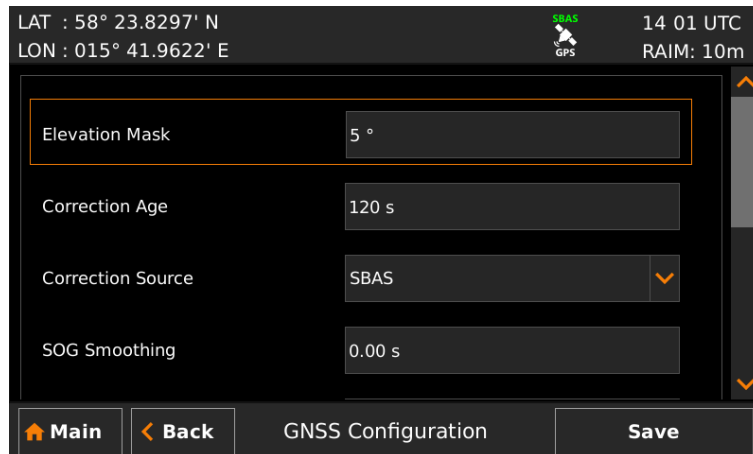 LAT : 58° 23.8297' N
LON : 015° 41.9622' E
SBAS
GPS
14 01 UTC
RAIM: 10m
Elevation Mask
5 °
Correction Age
120 s
Correction Source
SBAS
SOG Smoothing
0.00 s
Main
Back
GNSS Configuration
Save